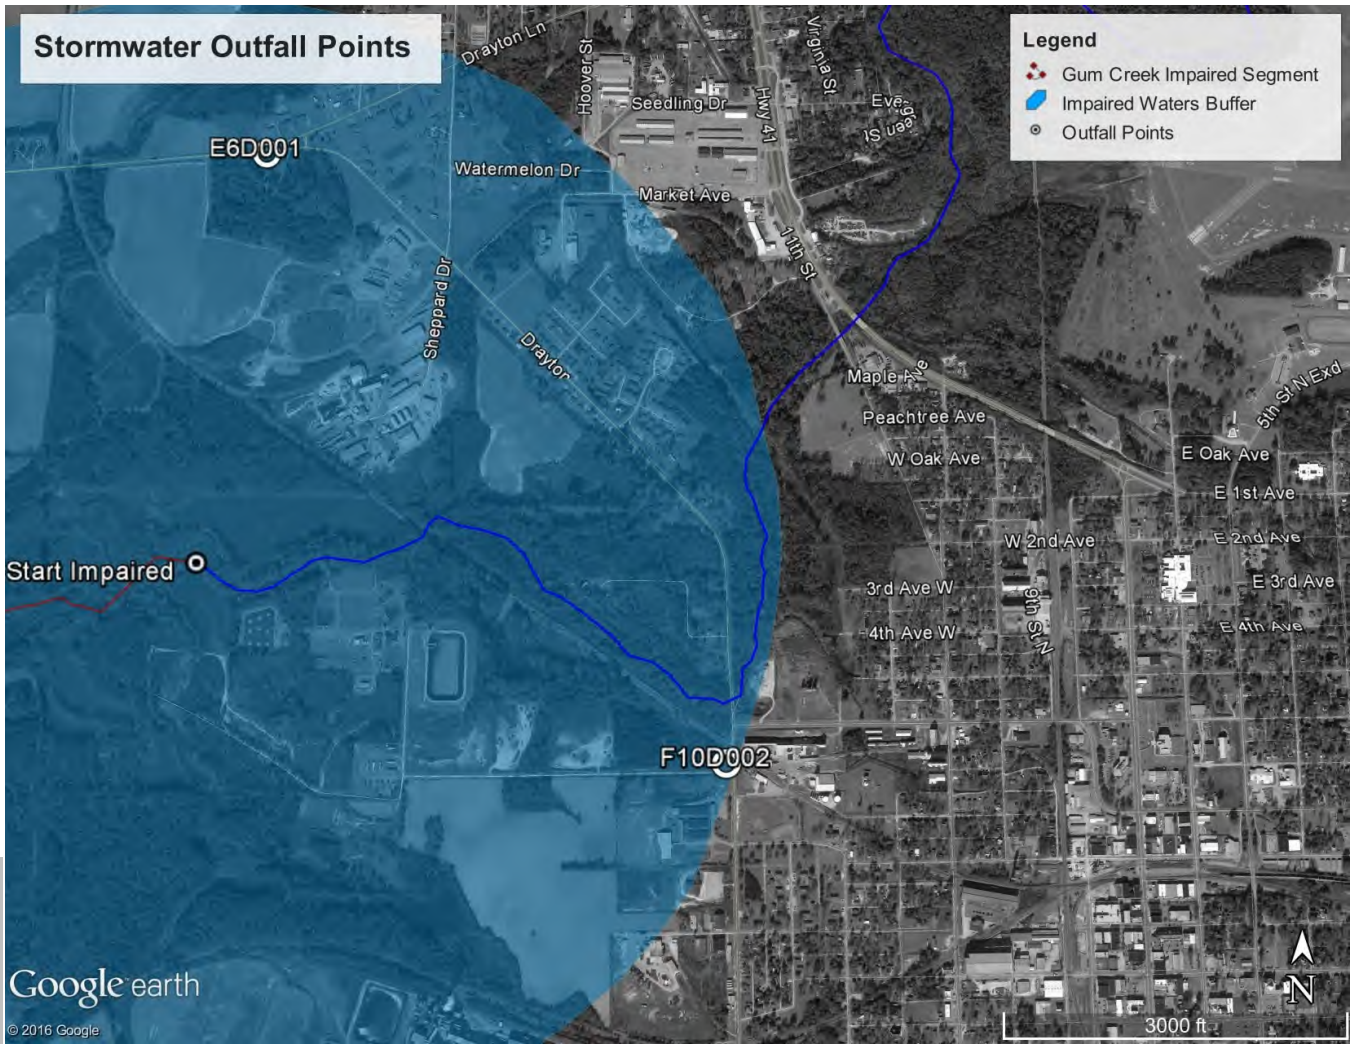 Stormwater Outfall Points
Legend
Gum Creek Impaired Segment
Impaired Waters Buffer
Outfall Points
Drayton Ln
Hoover St
Virginia St
Seedling Dr
Hwy 41
Evergreen St
E6D001
Watermelon Dr
Market Ave
11th St
Sheppard Dr
Drayton
Maple Ave
Peachtree Ave
W Oak Ave
5th St N Exd
E Oak Ave
E 1st Ave
W 2nd Ave
E 2nd Ave
Start Impaired
3rd Ave W
E 3rd Ave
9th St N
4th Ave W
E 4th Ave
F10D002
Google earth
N
© 2016 Google
3000 ft